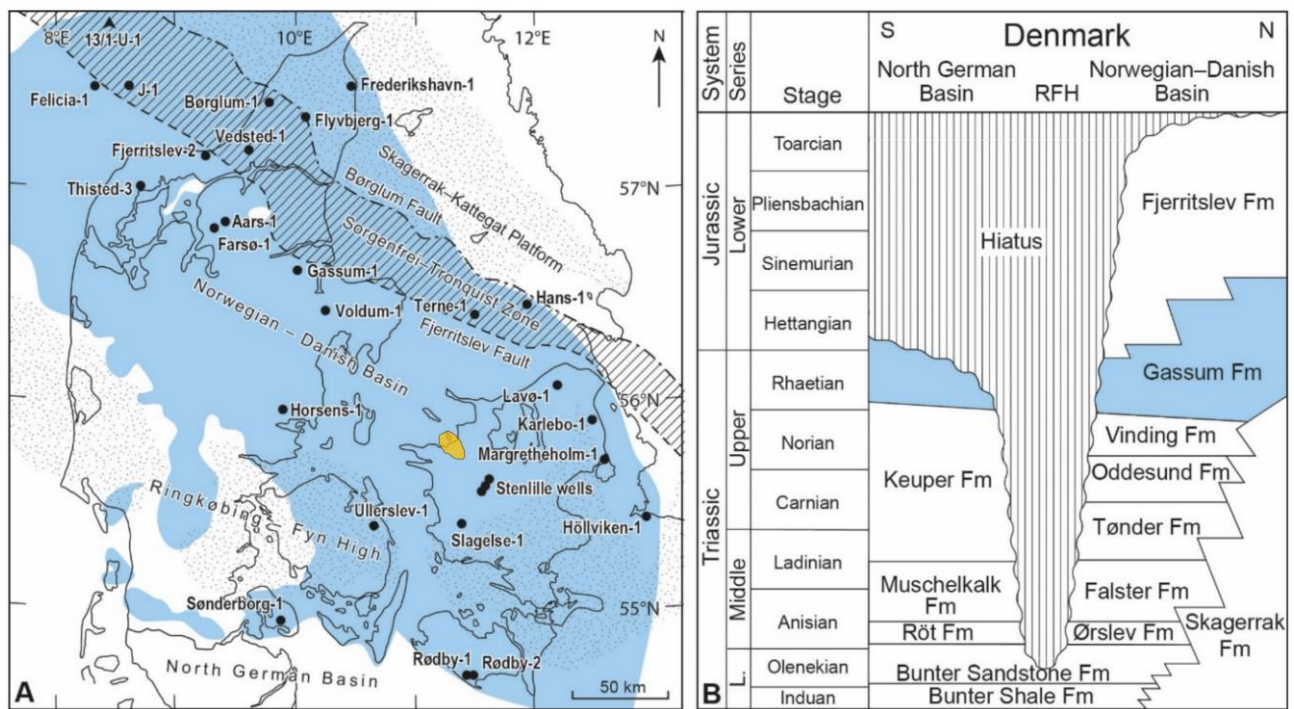 8°E
13/1-U-1
10°E
12°E
N
Felicia-1
J-1
Børglum-1
Frederikshavn-1
Flyvbjerg-1
Vedsted-1
Fjerritslev-2
Skagerrak–Kattegat Platform
57°N
Thisted-3
Børglum Fault
Aars-1
Farsø-1
Sorgenfrei–Tronquist Zone
Gassum-1
Hans-1
Terne-1
Voldum-1
Norwegian – Danish Basin
Fjerritslev Fault
Lavø-1
56°N
Horsens-1
Karlebo-1
Margretheholm-1
Stenlille wells
Ringkøbing
Fyn High
Ullerslev-1
Höllviken-1
Slagelse-1
Sønderborg-1
55°N
Rødby-1
Rødby-2
North German Basin
50 km
A
System
Series
Stage
S
Denmark
N
North German
Basin
RFH
Norwegian–Danish
Basin
Jurassic
Lower
Toarcian
Pliensbachian
Sinemurian
Hettangian
Hiatus
Fjerritslev Fm
Triassic
Upper
Rhaetian
Norian
Carnian
Gassum Fm
Vinding Fm
Keuper Fm
Oddesund Fm
Tønder Fm
Middle
Ladinian
Anisian
Muschelkalk
Fm
Falster Fm
Röt Fm
Ørslev Fm
Skagerrak
Fm
L.
Olenekian
Induan
Bunter Sandstone Fm
Bunter Shale Fm
B